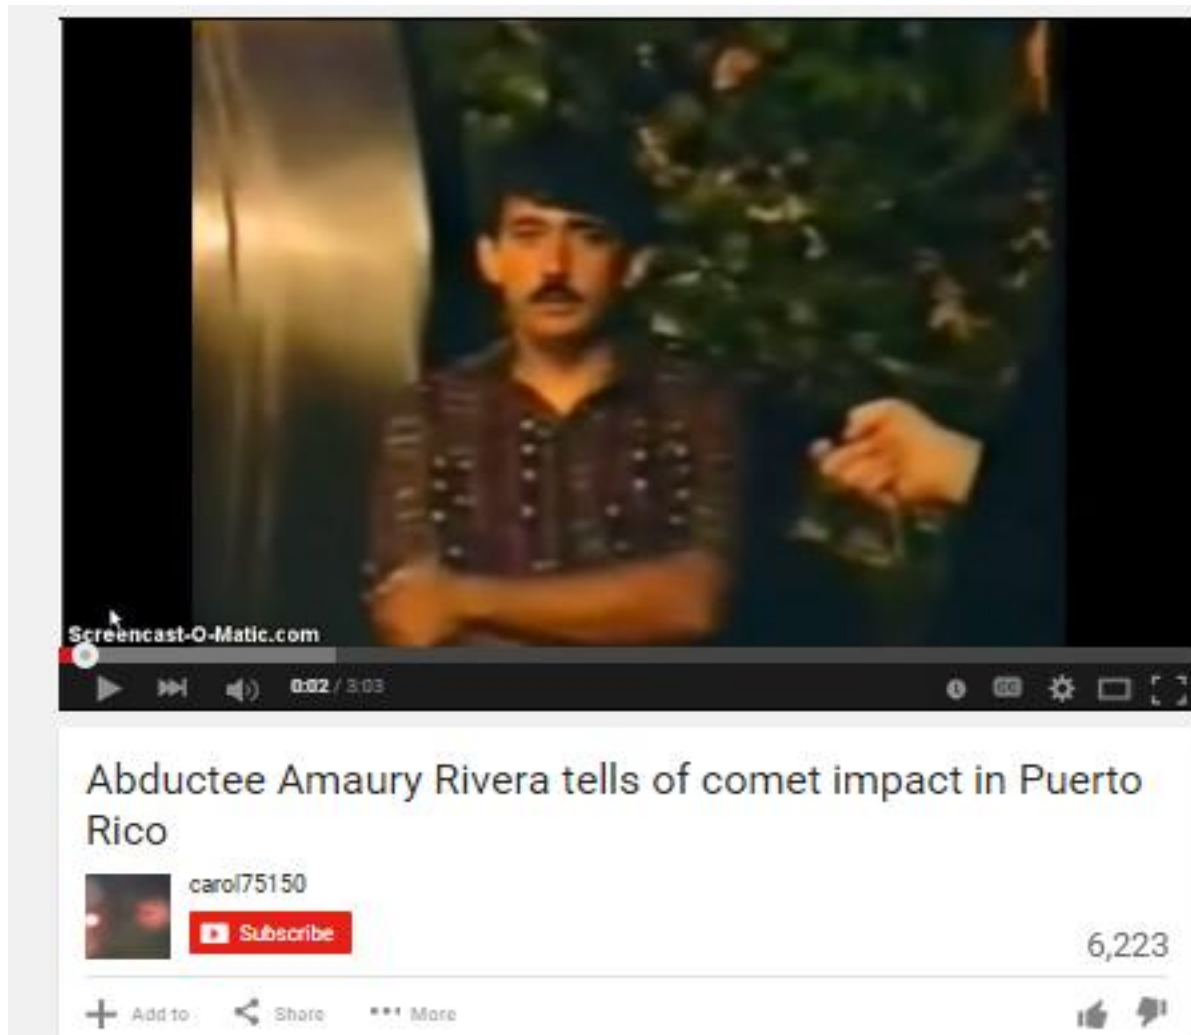 Screencast-O-Matic.com
0:02 / 3:03
CC
Abductee Amaury Rivera tells of comet impact in Puerto
Rico
carol75150
Subscribe
6,223
Add to Share More